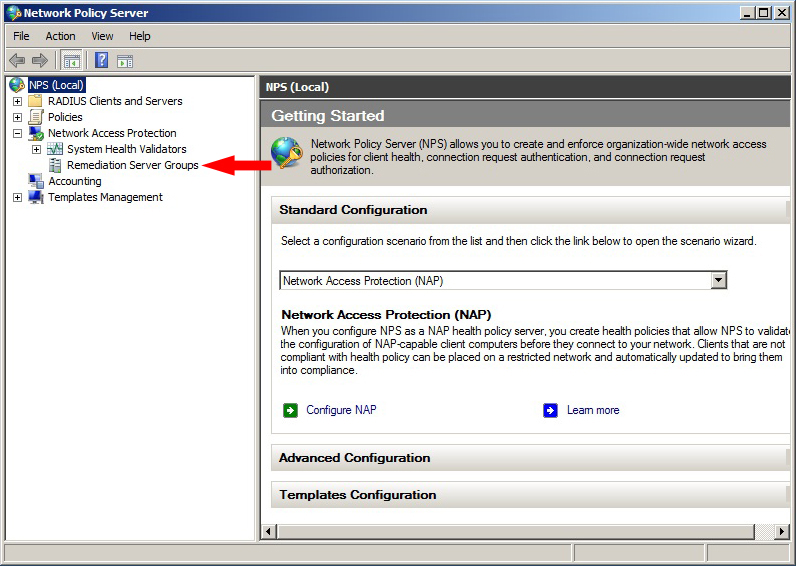 Network Policy Server
File Action View Help
NPS (Local)
RADIUS Clients and Servers
Policies
Network Access Protection
System Health Validators
Remediation Server Groups
Accounting
Templates Management
NPS (Local)
Getting Started
Network Policy Server (NPS) allows you to create and enforce organization-wide network access
policies for client health, connection request authentication, and connection request
authorization.
Standard Configuration
Select a configuration scenario from the list and then click the link below to open the scenario wizard.
Network Access Protection (NAP)
Network Access Protection (NAP)
When you configure NPS as a NAP health policy server, you create health policies that allow NPS to validate
the configuration of NAP-capable client computers before they connect to your network. Clients that are not
compliant with health policy can be placed on a restricted network and automatically updated to bring them
into compliance.
Configure NAP Learn more
Advanced Configuration
Templates Configuration